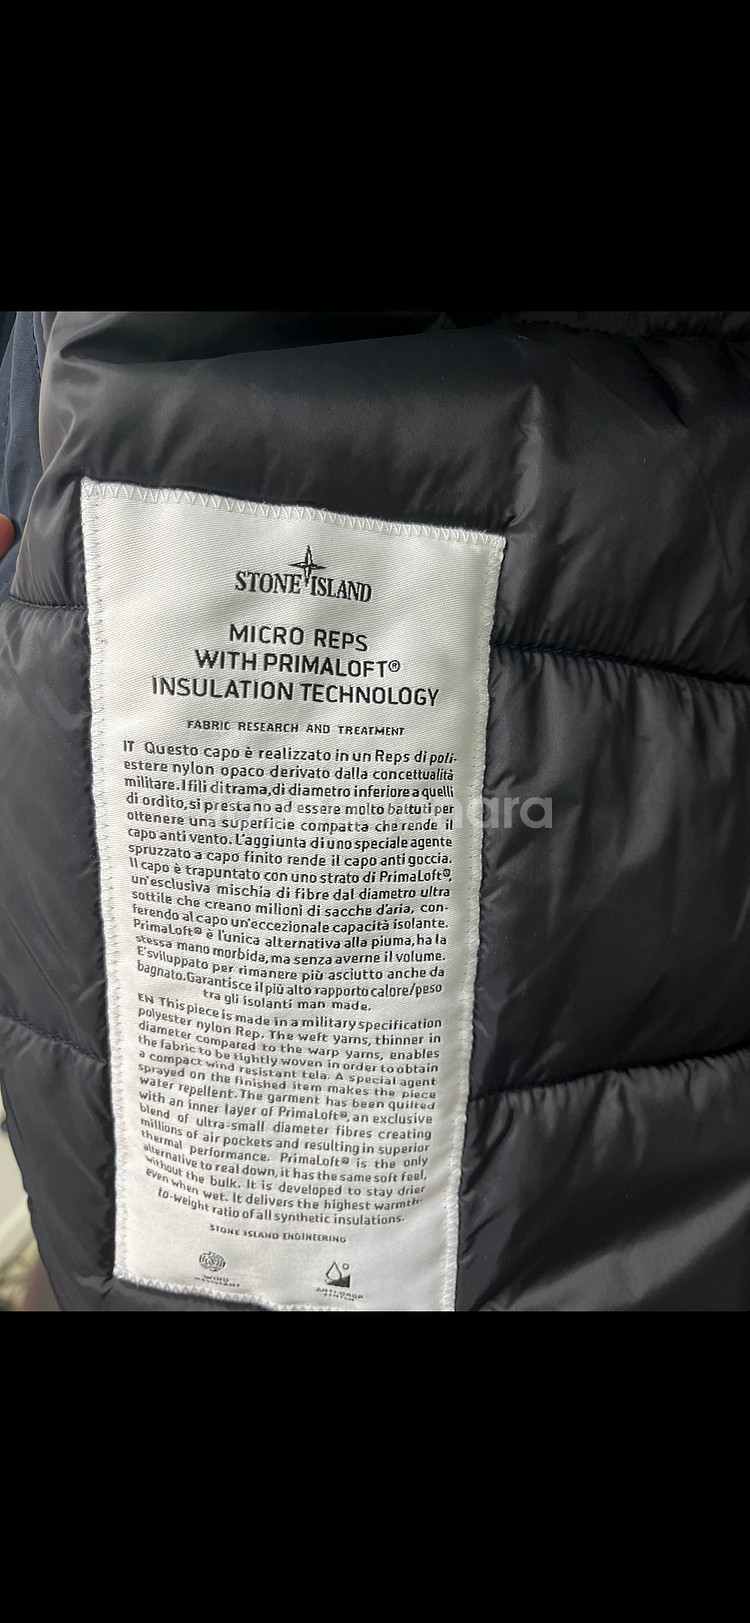 STONE ISLAND
MICRO REPS
WITH PRIMALOFT®
INSULATION TECHNOLOGY
FABRIC RESEARCH AND TREATMENT
IT Questo capo è realizzato in un Reps di poli-
estere nylon opaco derivato dalla concettualità
militare. I fili di trama, di diametro inferiore a quelli
di ordito, si prestano ad essere molto battuti per
ottenere una superficie compatta che rende il
capo anti vento. L'aggiunta di uno speciale agente
spruzzato a capo finito rende il capo anti goccia.
Il capo è trapuntato con uno strato di PrimaLoft®,
un'esclusiva mischia di fibre dal diametro ultra
sottile che creano milioni di sacche d'aria, con-
ferendo al capo un'eccezionale capacità isolante.
PrimaLoft® è l'unica alternativa alla piuma, ha la
stessa mano morbida, ma senza averne il volume.
E'sviluppato per rimanere più asciutto anche da
bagnato. Garantisce il più alto rapporto calore/peso
tra gli isolanti man made.
EN This piece is made in a military specification
polyester nylon Rep. The weft yarns, thinner in
diameter compared to the warp yarns, enables
the fabric to be tightly woven in order to obtain
a compact wind resistant tela. A special agent
sprayed on the finished item makes the piece
water repellent. The garment has been quilted
with an inner layer of PrimaLoft®, an exclusive
blend of ultra-small diameter fibres creating
millions of air pockets and resulting in superior
thermal performance. PrimaLoft® is the only
alternative to real down, it has the same soft feel,
without the bulk. It is developed to stay drier
even when wet. It delivers the highest warmth-
to-weight ratio of all synthetic insulations.
STONE ISLAND ENGINEERING
WIND RESISTANT
ANTI-DROP